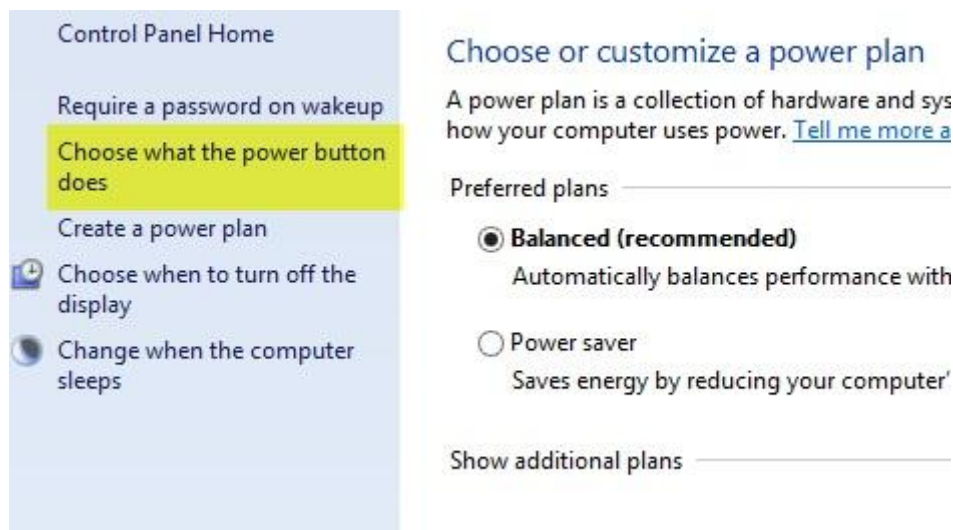 Control Panel Home
Require a password on wakeup
Choose what the power button
does
Create a power plan
Choose when to turn off the
display
Change when the computer
sleeps
Choose or customize a power plan
A power plan is a collection of hardware and sys
how your computer uses power. Tell me more a
Preferred plans
Balanced (recommended)
Automatically balances performance with
Power saver
Saves energy by reducing your computer'
Show additional plans